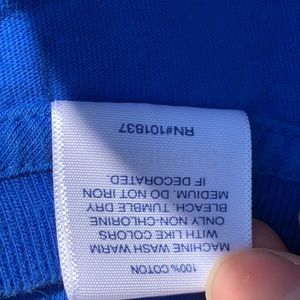 100% COTON
MACHINE WASH WARM
WITH LIKE COLORS
ONLY NON-CHLORINE
BLEACH. TUMBLE DRY
MEDIUM. DO NOT IRON
IF DECORATED.
RN#101837